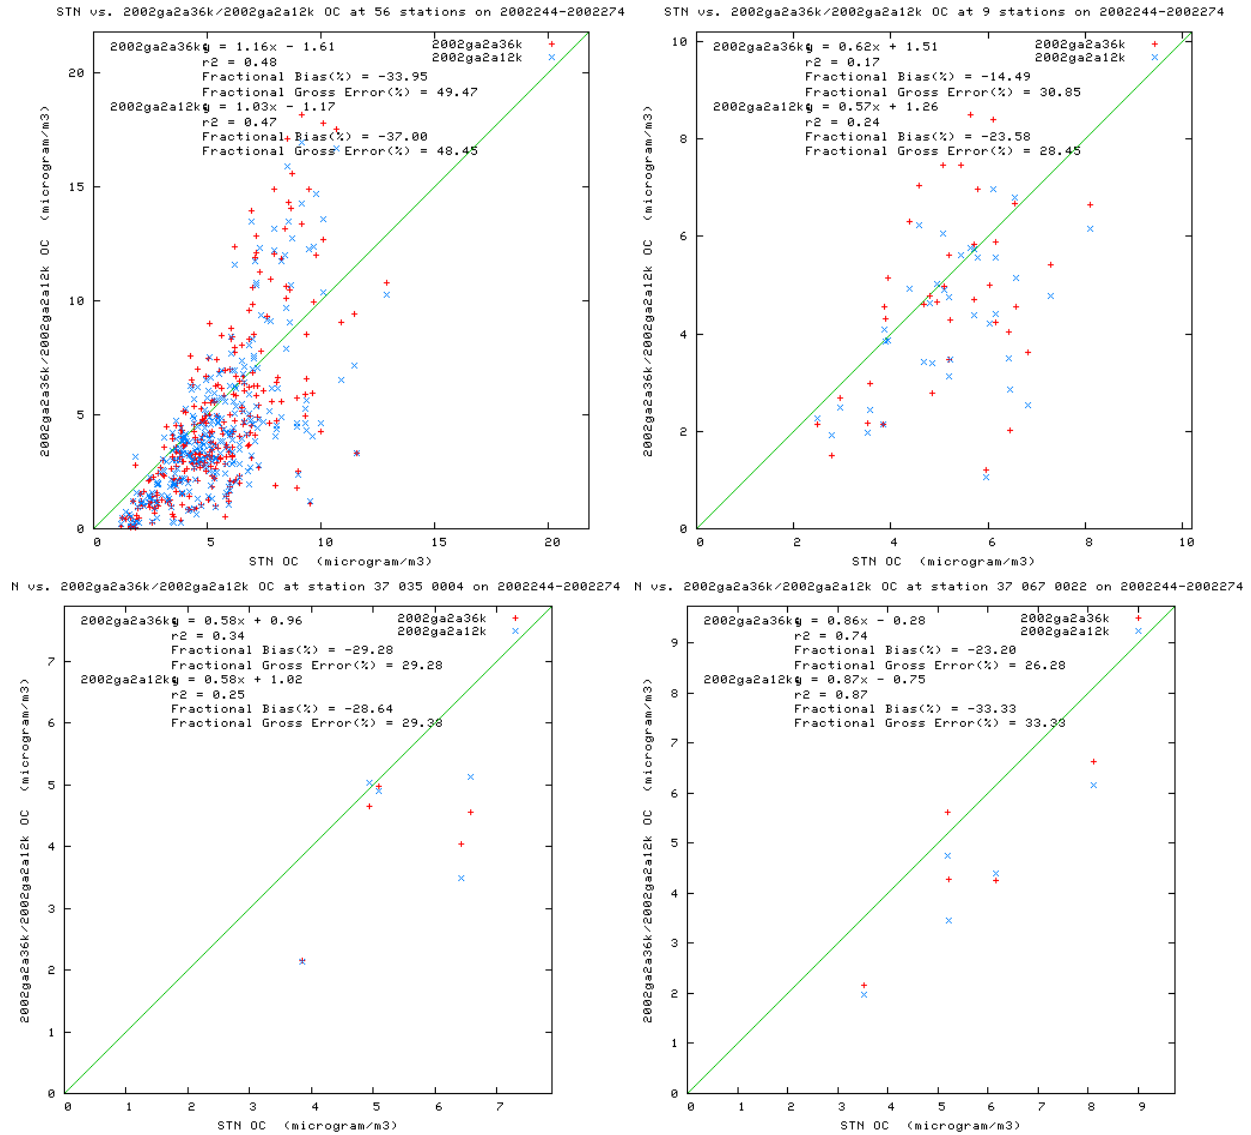 STN vs. 2002ga2a36k/2002ga2a12k OC at 56 stations on 2002244-2002274
2002ga2a36k: y = 1.16x - 1.61
r2 = 0.48
Fractional Bias(%) = -33.95
Fractional Gross Error(%) = 49.47
2002ga2a12k: y = 1.03x - 1.17
r2 = 0.47
Fractional Bias(%) = -37.00
Fractional Gross Error(%) = 48.45
2002ga2a36k
2002ga2a12k
2002ga2a36k/2002ga2a12k OC (microgram/m3)
20
15
10
5
0
0 5 10 15 20
STN OC (microgram/m3)
STN vs. 2002ga2a36k/2002ga2a12k OC at 9 stations on 2002244-2002274
2002ga2a36k: y = 0.62x + 1.51
r2 = 0.17
Fractional Bias(%) = -14.49
Fractional Gross Error(%) = 30.85
2002ga2a12k: y = 0.57x + 1.26
r2 = 0.24
Fractional Bias(%) = -23.58
Fractional Gross Error(%) = 28.45
2002ga2a36k
2002ga2a12k
2002ga2a36k/2002ga2a12k OC (microgram/m3)
10
8
6
4
2
0
0 2 4 6 8 10
STN OC (microgram/m3)
N vs. 2002ga2a36k/2002ga2a12k OC at station 37 035 0004 on 2002244-2002274
2002ga2a36k: y = 0.58x + 0.96
r2 = 0.34
Fractional Bias(%) = -29.28
Fractional Gross Error(%) = 29.28
2002ga2a12k: y = 0.58x + 1.02
r2 = 0.25
Fractional Bias(%) = -28.64
Fractional Gross Error(%) = 29.38
2002ga2a36k
2002ga2a12k
2002ga2a36k/2002ga2a12k OC (microgram/m3)
7
6
5
4
3
2
1
0
0 1 2 3 4 5 6 7
STN OC (microgram/m3)
N vs. 2002ga2a36k/2002ga2a12k OC at station 37 067 0022 on 2002244-2002274
2002ga2a36k: y = 0.86x - 0.28
r2 = 0.74
Fractional Bias(%) = -23.20
Fractional Gross Error(%) = 26.28
2002ga2a12k: y = 0.87x - 0.75
r2 = 0.87
Fractional Bias(%) = -33.33
Fractional Gross Error(%) = 33.33
2002ga2a36k
2002ga2a12k
2002ga2a36k/2002ga2a12k OC (microgram/m3)
9
8
7
6
5
4
3
2
1
0
0 1 2 3 4 5 6 7 8 9
STN OC (microgram/m3)